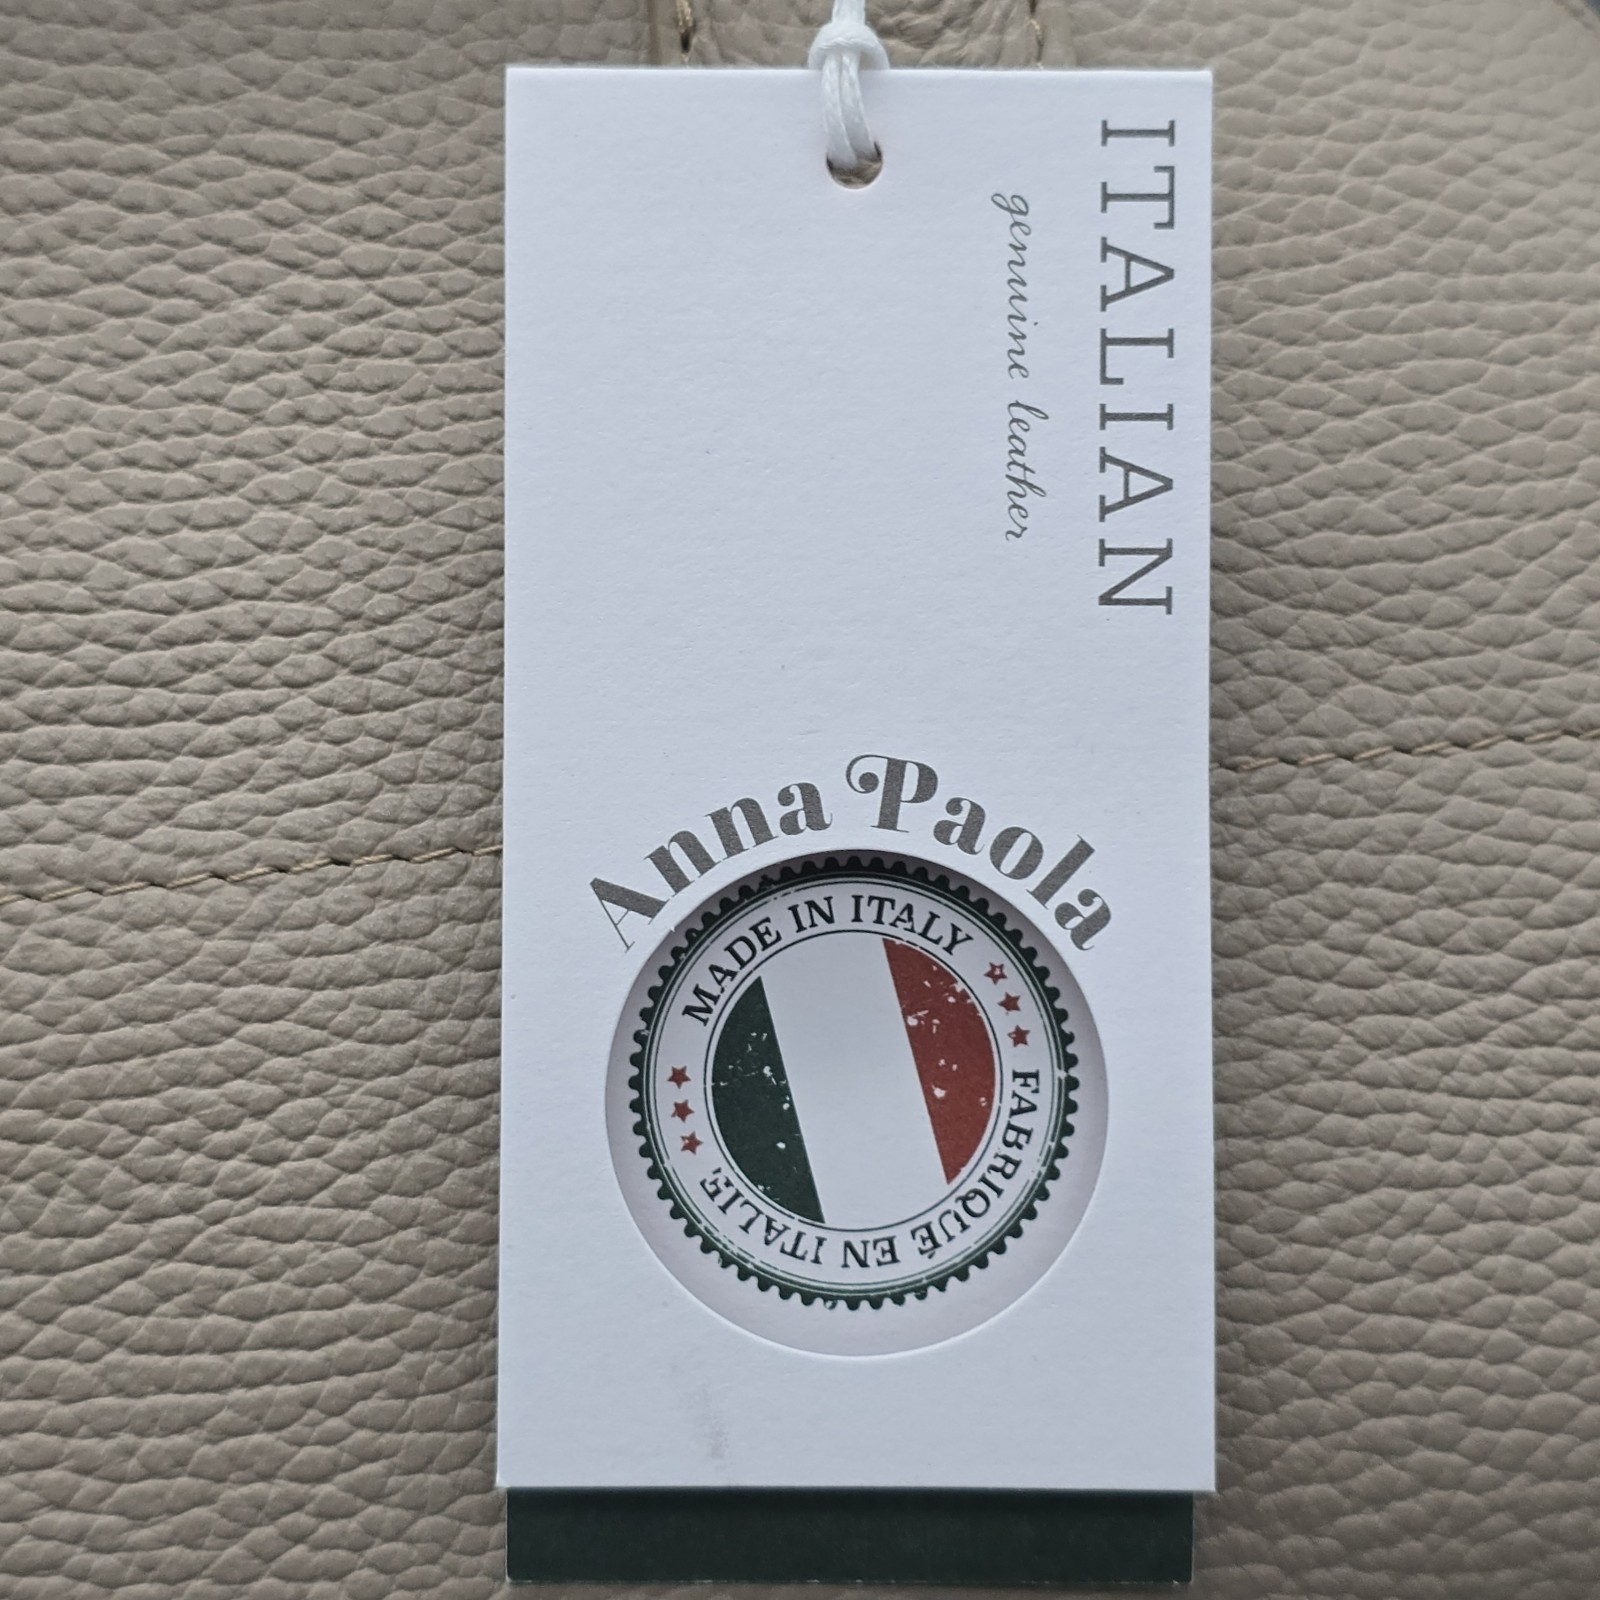 ITALIAN
genuine leather
Anna Paola
MADE IN ITALY
FABRIQUÉ EN ITALIE